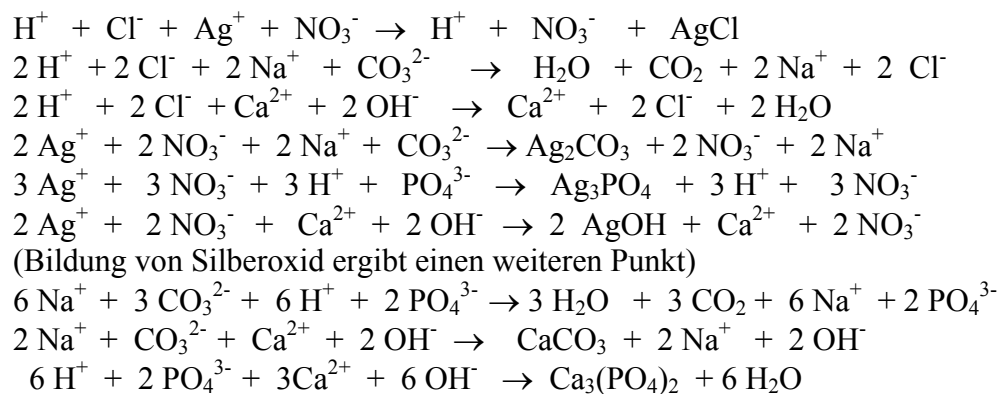 H⁺ + Cl⁻ + Ag⁺ + NO₃⁻ → H⁺ + NO₃⁻ + AgCl
2 H⁺ + 2 Cl⁻ + 2 Na⁺ + CO₃²⁻ → H₂O + CO₂ + 2 Na⁺ + 2 Cl⁻
2 H⁺ + 2 Cl⁻ + Ca²⁺ + 2 OH⁻ → Ca²⁺ + 2 Cl⁻ + 2 H₂O
2 Ag⁺ + 2 NO₃⁻ + 2 Na⁺ + CO₃²⁻ → Ag₂CO₃ + 2 NO₃⁻ + 2 Na⁺
3 Ag⁺ + 3 NO₃⁻ + 3 H⁺ + PO₄³⁻ → Ag₃PO₄ + 3 H⁺ + 3 NO₃⁻
2 Ag⁺ + 2 NO₃⁻ + Ca²⁺ + 2 OH⁻ → 2 AgOH + Ca²⁺ + 2 NO₃⁻
(Bildung von Silberoxid ergibt einen weiteren Punkt)
6 Na⁺ + 3 CO₃²⁻ + 6 H⁺ + 2 PO₄³⁻ → 3 H₂O + 3 CO₂ + 6 Na⁺ + 2 PO₄³⁻
2 Na⁺ + CO₃²⁻ + Ca²⁺ + 2 OH⁻ → CaCO₃ + 2 Na⁺ + 2 OH⁻
6 H⁺ + 2 PO₄³⁻ + 3Ca²⁺ + 6 OH⁻ → Ca₃(PO₄)₂ + 6 H₂O